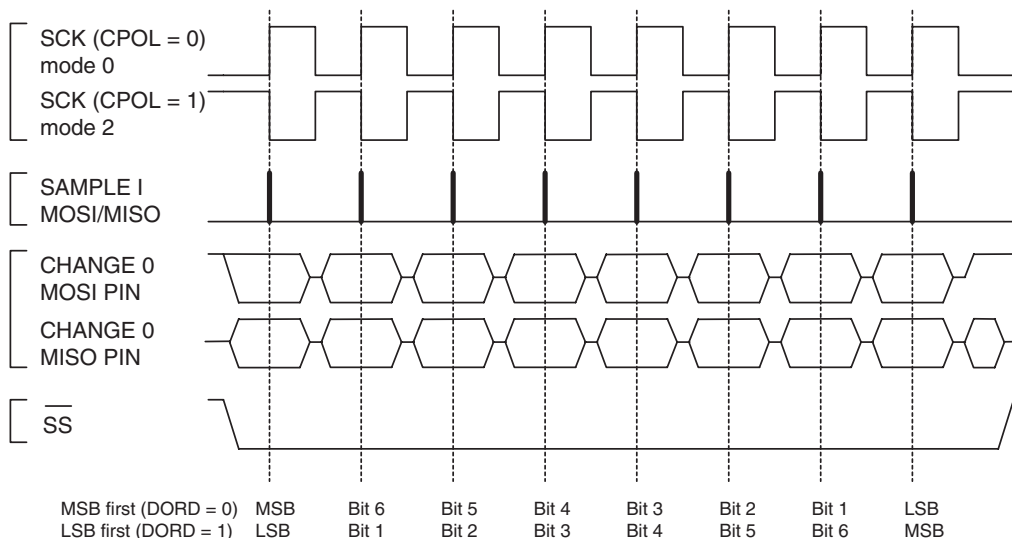 SCK (CPOL = 0)
mode 0
SCK (CPOL = 1)
mode 2
SAMPLE I
MOSI/MISO
CHANGE 0
MOSI PIN
CHANGE 0
MISO PIN
SS
MSB first (DORD = 0) MSB Bit 6 Bit 5 Bit 4 Bit 3 Bit 2 Bit 1 LSB
LSB first (DORD = 1) LSB Bit 1 Bit 2 Bit 3 Bit 4 Bit 5 Bit 6 MSB